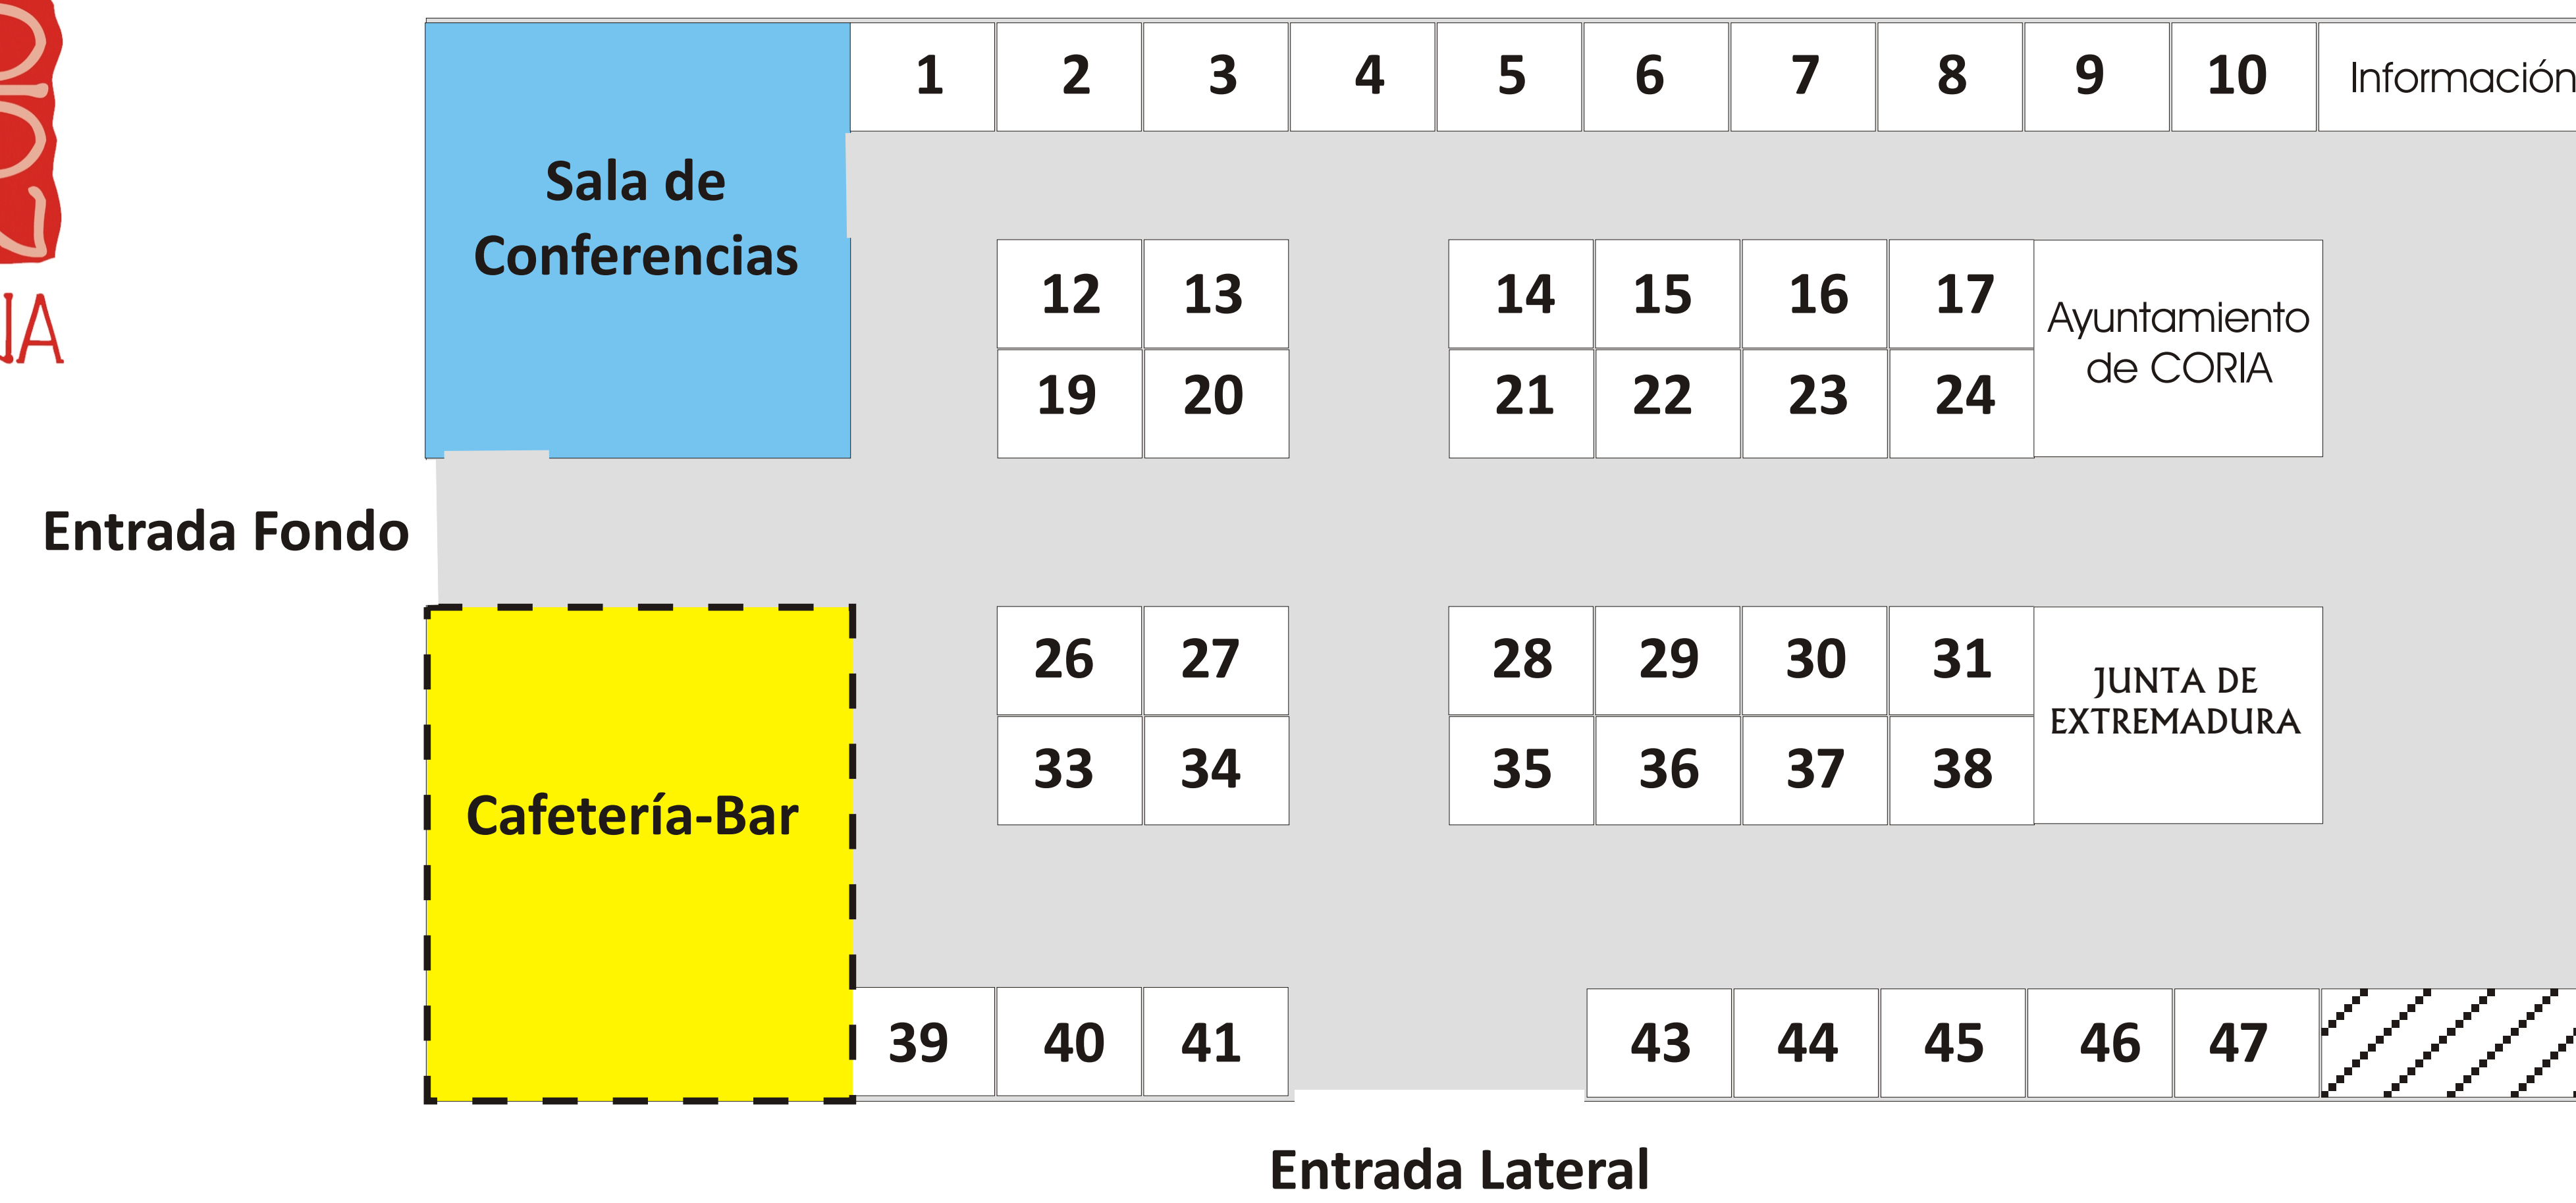 1 2 3 4 5 6 7 8 9 10 Información
Sala de
Conferencias
12 13 14 15 16 17
Ayuntamiento
de CORIA
19 20 21 22 23 24
Entrada Fondo
26 27 28 29 30 31
JUNTA DE
EXTREMADURA
33 34 35 36 37 38
Cafetería-Bar
39 40 41 43 44 45 46 47
Entrada Lateral